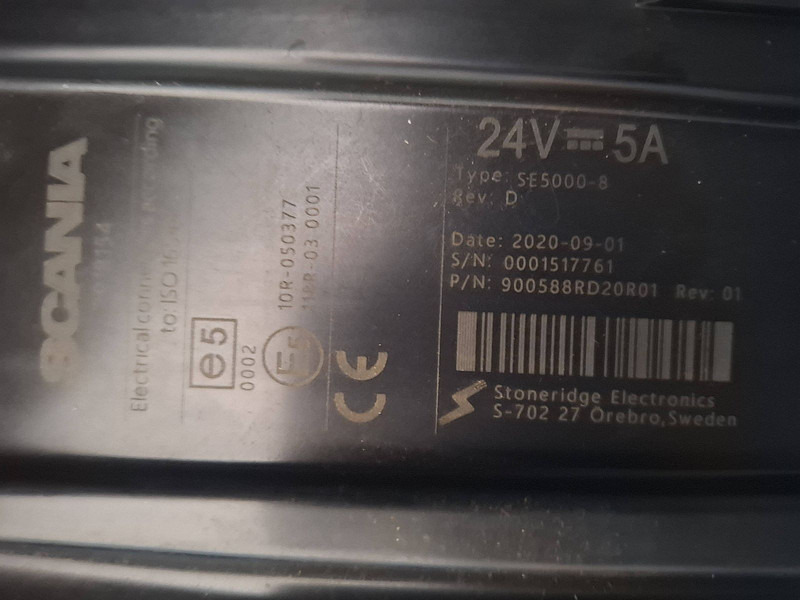 SCANIA
Electrical
according
to: ISO
e5
0002
10R-050377
CE
24V 5A
Type: SE5000-8
Rev: D
Date: 2020-09-01
S/N: 0001517761
P/N: 900588RD20R01 Rev: 01
Stoneridge Electronics
S-702 27 Örebro, Sweden